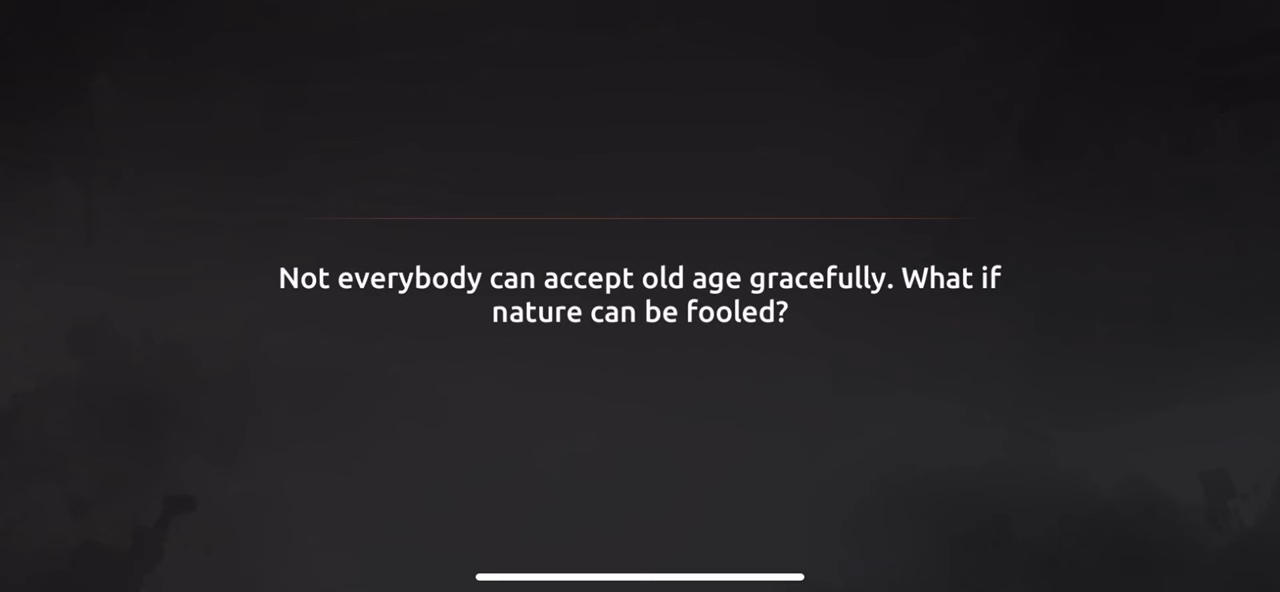 Not everybody can accept old age gracefully. What if
nature can be fooled?